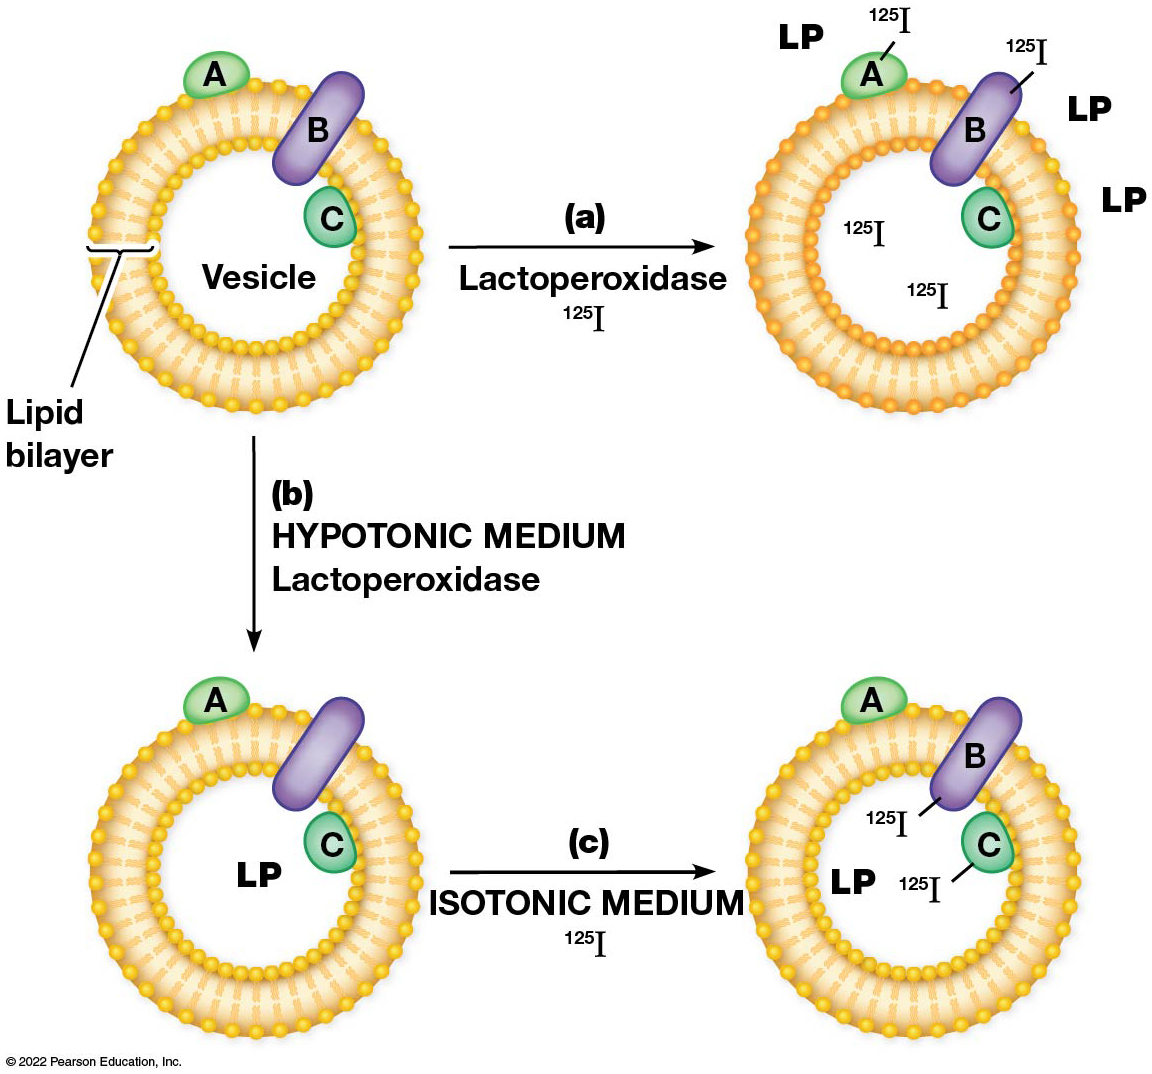 A
B
C
Vesicle
Lipid
bilayer
(a)
Lactoperoxidase
¹²⁵I
LP
¹²⁵I
A
¹²⁵I
B
LP
LP
C
¹²⁵I
¹²⁵I
(b)
HYPOTONIC MEDIUM
Lactoperoxidase
A
C
LP
(c)
ISOTONIC MEDIUM
¹²⁵I
A
B
¹²⁵I
C
LP
¹²⁵I
© 2022 Pearson Education, Inc.